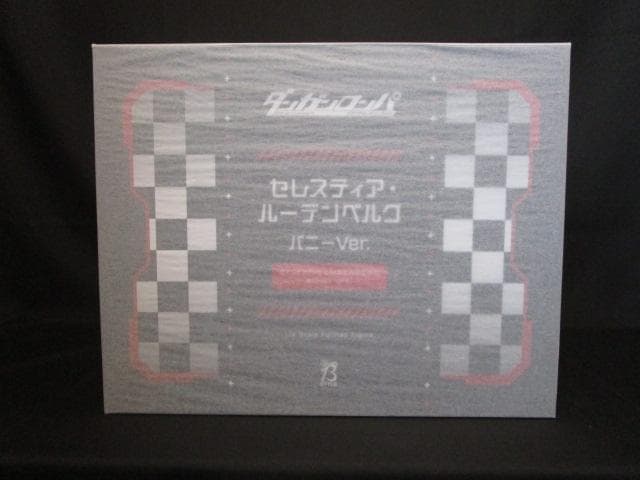 ダンガンロンパ
セレスティア・
ルーデンベルク
バニーVer.